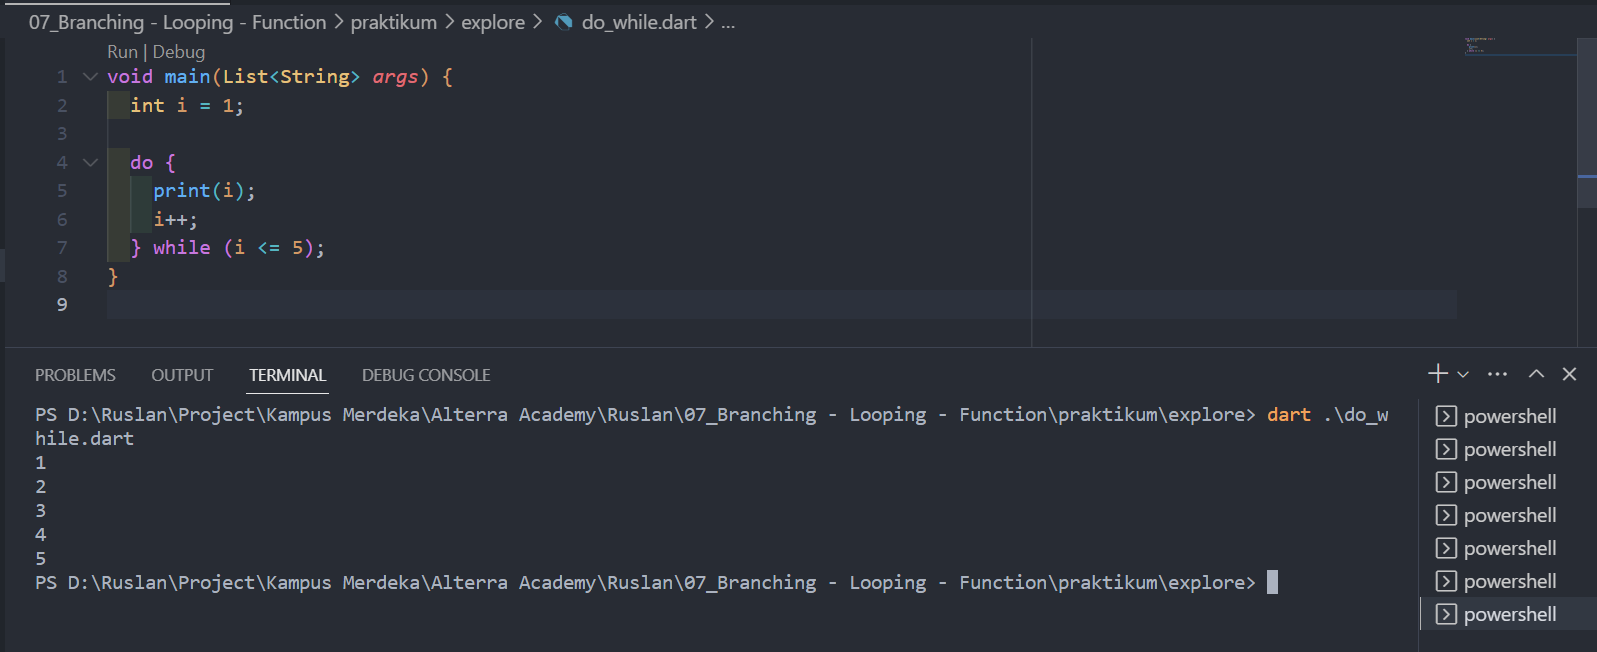 07_Branching - Looping - Function > praktikum > explore > do_while.dart > ...
Run | Debug
1 void main(List<String> args) {
2 int i = 1;
3
4 do {
5 print(i);
6 i++;
7 } while (i <= 5);
8 }
9
PROBLEMS OUTPUT TERMINAL DEBUG CONSOLE
PS D:\Ruslan\Project\Kampus Merdeka\Alterra Academy\Ruslan\07_Branching - Looping - Function\praktikum\explore> dart .\do_w
hile.dart
1
2
3
4
5
PS D:\Ruslan\Project\Kampus Merdeka\Alterra Academy\Ruslan\07_Branching - Looping - Function\praktikum\explore>
powershell
powershell
powershell
powershell
powershell
powershell
powershell